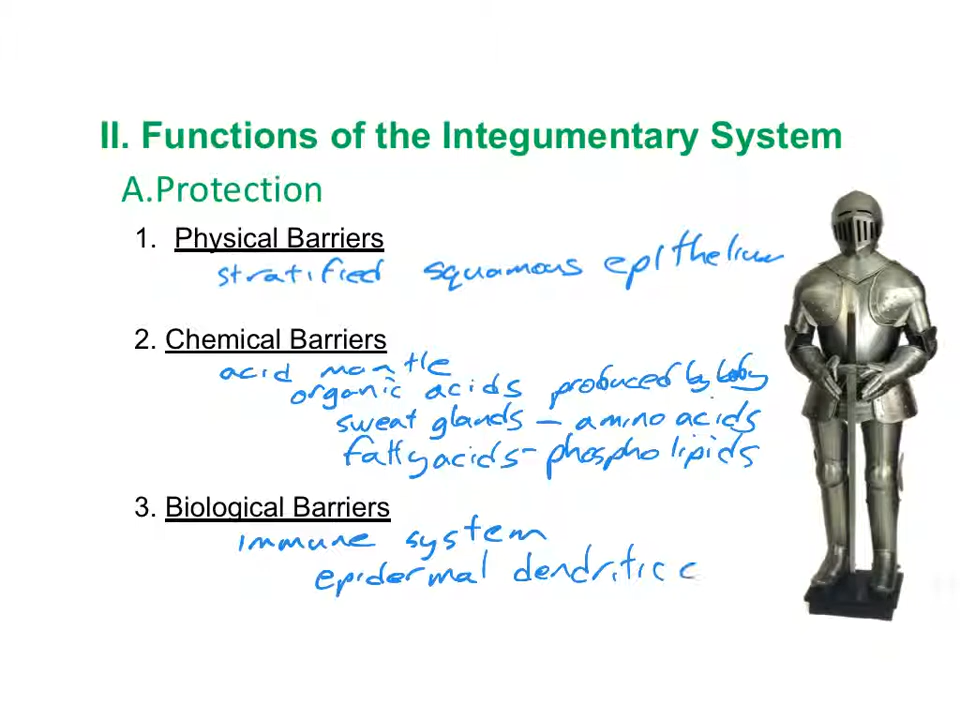 II. Functions of the Integumentary System
A.Protection
1. Physical Barriers
stratified squamous epithelium
2. Chemical Barriers
acid mantle
organic acids produced by body
sweat glands - amino acids
fatty acids - phospholipids
3. Biological Barriers
immune system
epidermal dendritic c